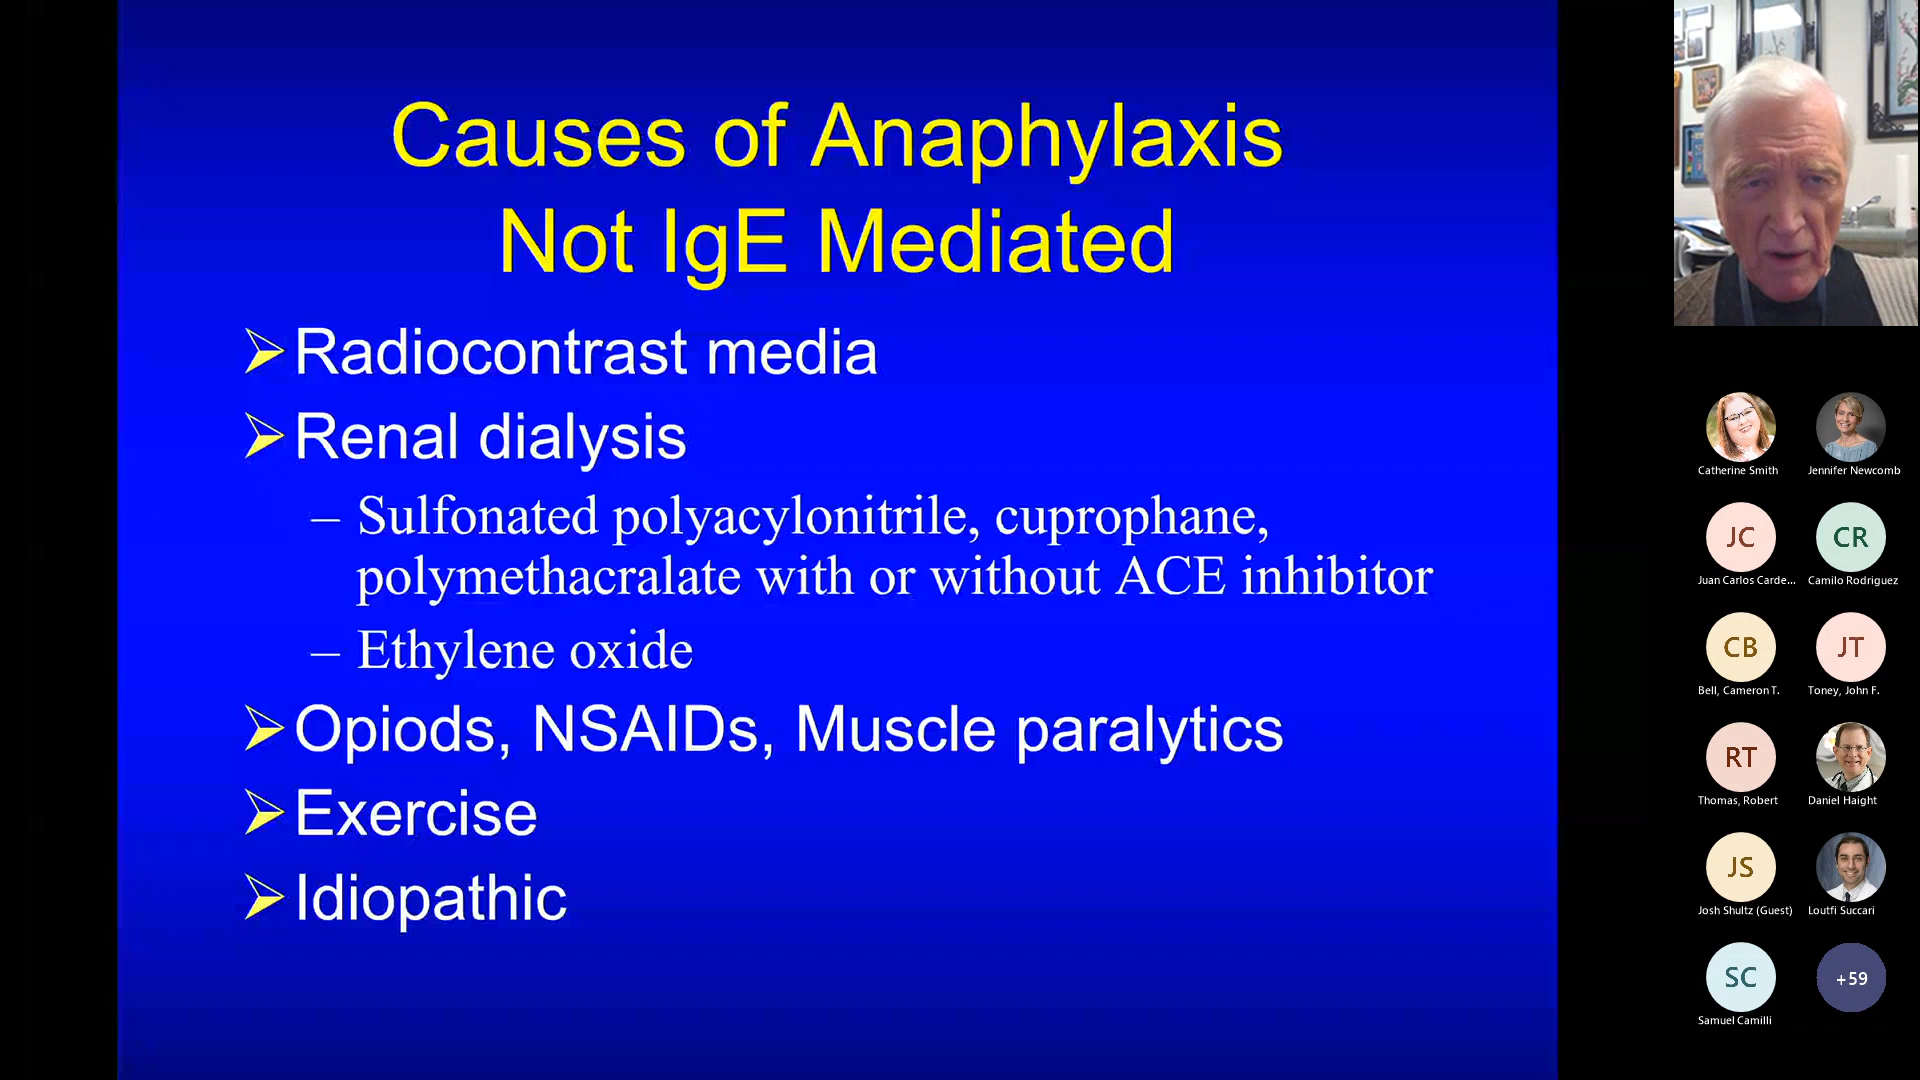 Causes of Anaphylaxis
Not IgE Mediated
Radiocontrast media
Renal dialysis
– Sulfonated polyacylonitrile, cuprophane,
polymethacralate with or without ACE inhibitor
– Ethylene oxide
Opiods, NSAIDs, Muscle paralytics
Exercise
Idiopathic
Catherine Smith
Jennifer Newcomb
JC
CR
Juan Carlos Carde...
Camilo Rodriguez
CB
JT
Bell, Cameron T.
Toney, John F.
RT
Thomas, Robert
Daniel Haight
JS
Josh Shultz (Guest)
Loutfi Succari
SC
+59
Samuel Camilli